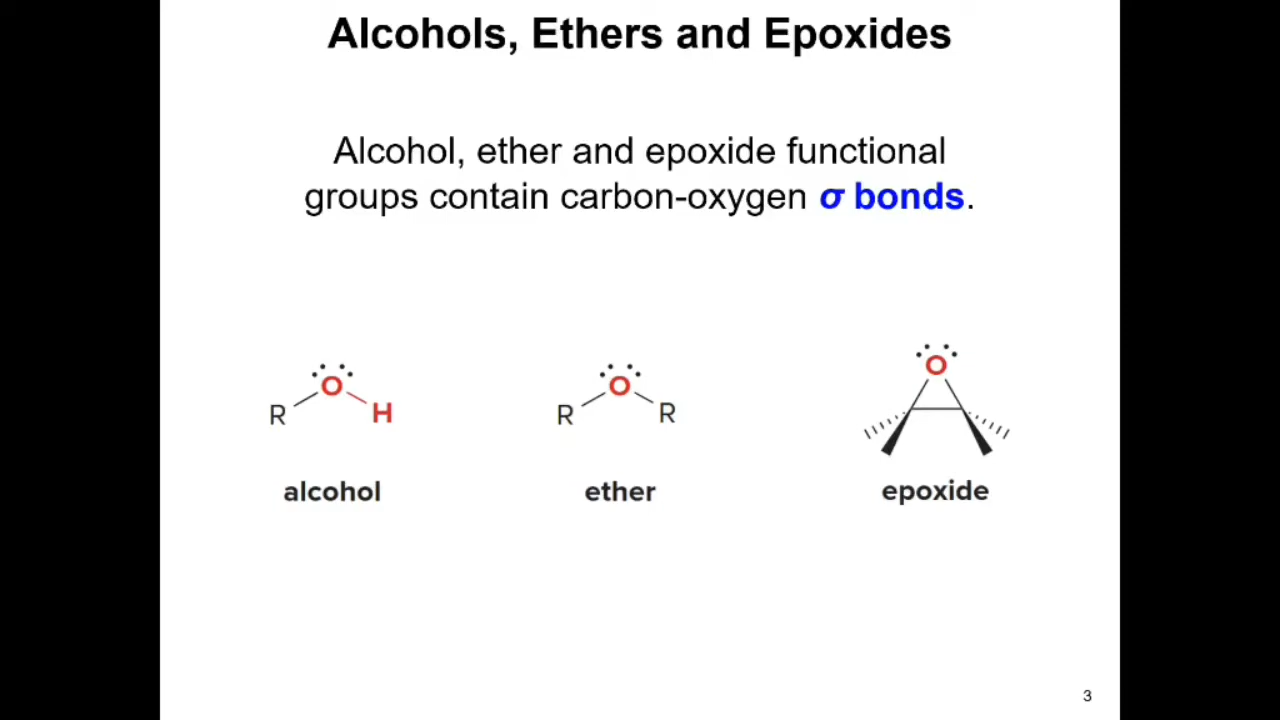 Alcohols, Ethers and Epoxides
Alcohol, ether and epoxide functional
groups contain carbon-oxygen σ bonds.
R O H
R O R
O
alcohol
ether
epoxide
3